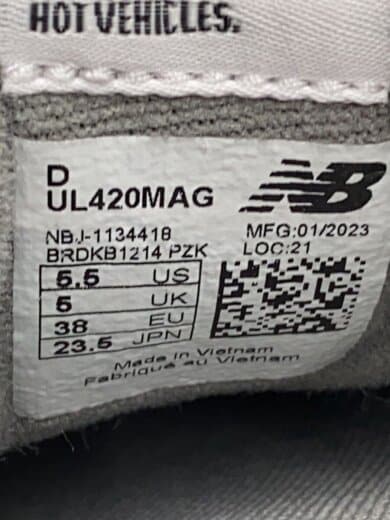 HOT VEHICLES.
D
UL420MAG
NB
NBJ-1134418
MFG:01/2023
BRDKB1214 PZK
LOC:21
5.5 US
5 UK
38 EU
23.5 JPN
Made in Vietnam
Fabriqué au Vietnam